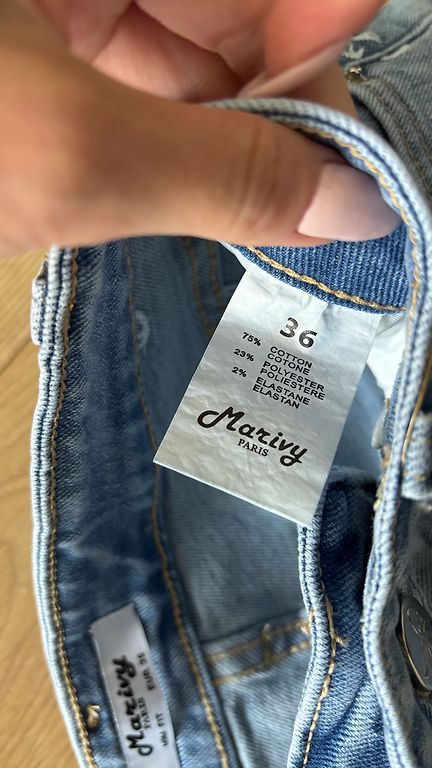 36
75% COTTON
COTONE
23% POLYESTER
POLIESTERE
2% ELASTANE
ELASTAN
Marivy
PARIS
Marivy
PARIS
EUR 36